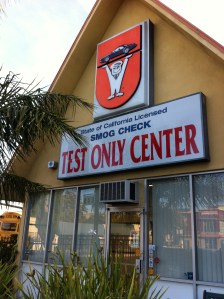 State of California Licensed
SMOG CHECK
TEST ONLY CENTER